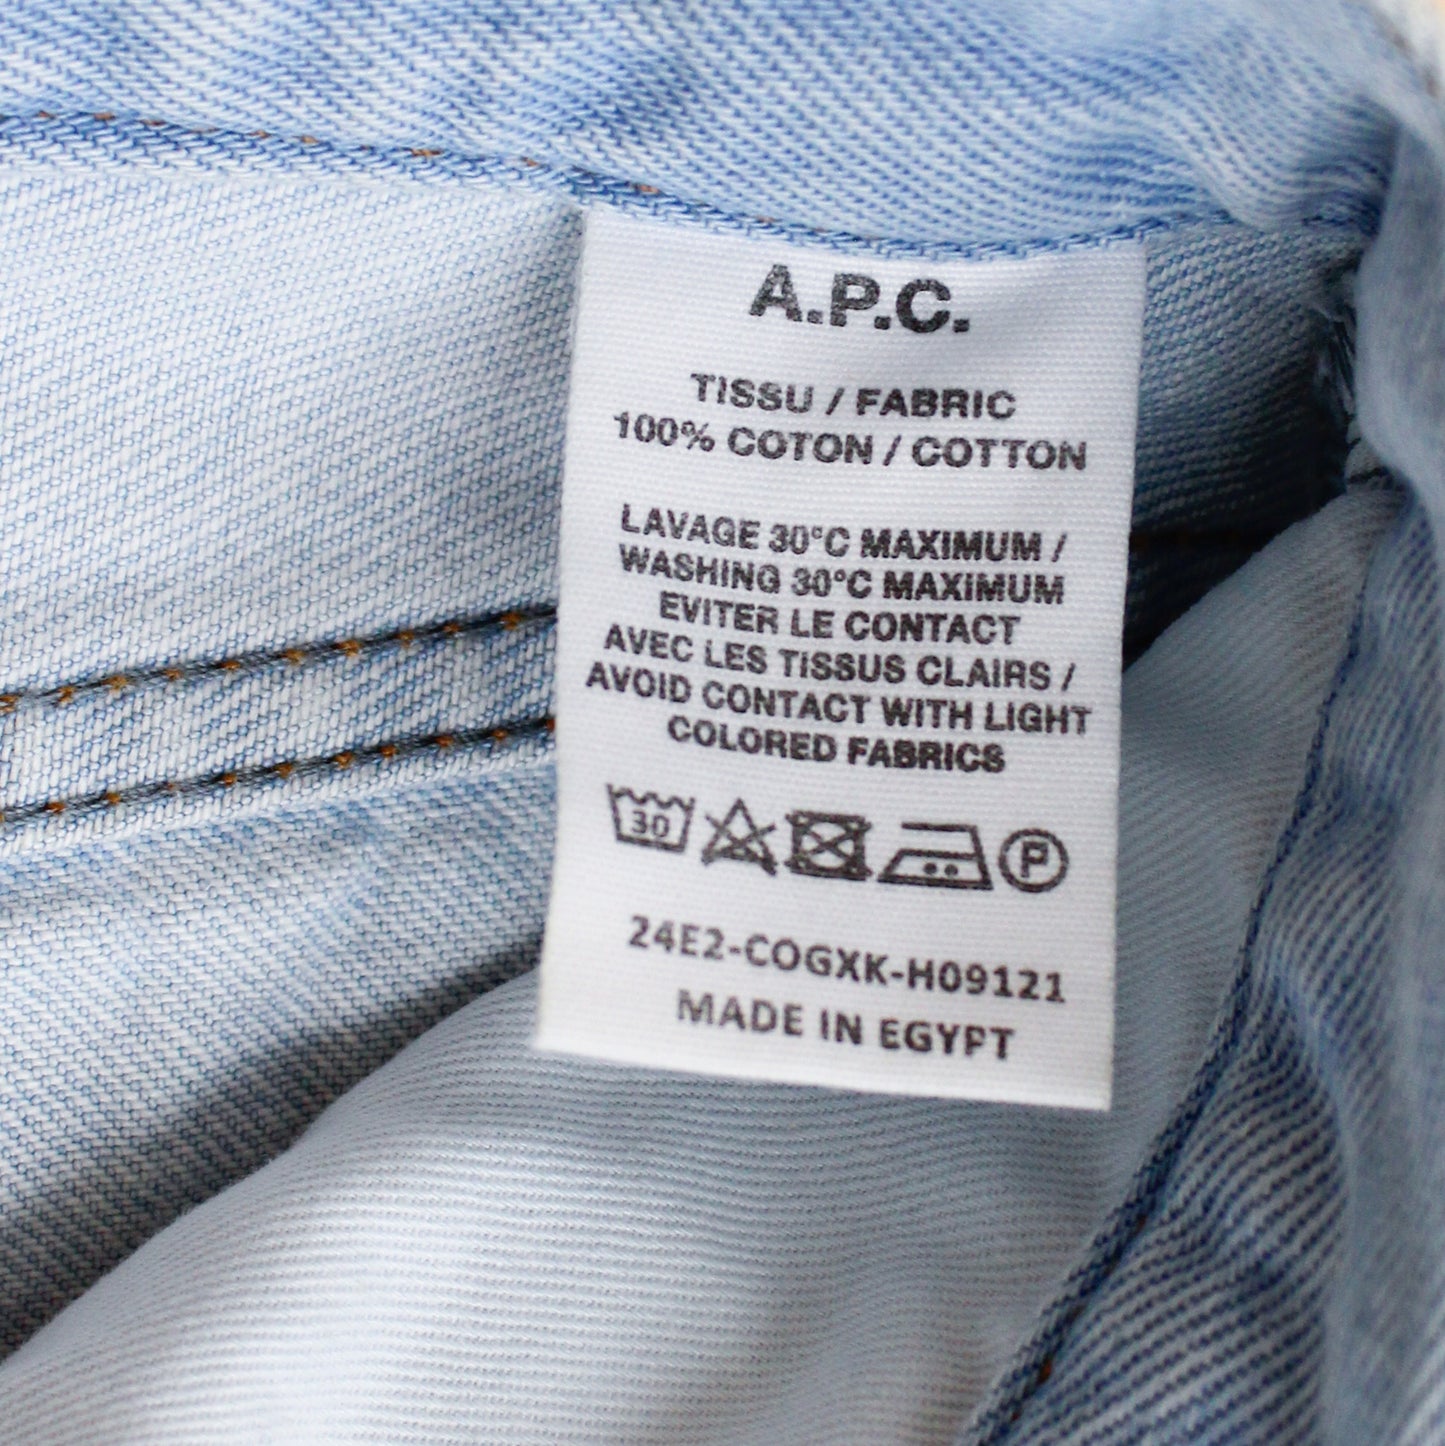 A.P.C.
TISSU / FABRIC
100% COTON / COTTON
LAVAGE 30°C MAXIMUM /
WASHING 30°C MAXIMUM
EVITER LE CONTACT
AVEC LES TISSUS CLAIRS /
AVOID CONTACT WITH LIGHT
COLORED FABRICS
30 P
24E2-COGXK-H09121
MADE IN EGYPT